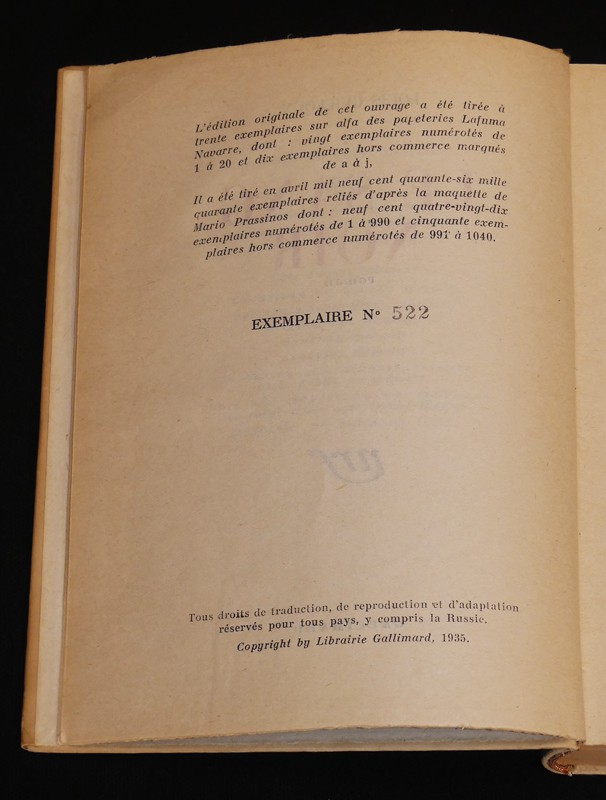 L'édition originale de cet ouvrage a été tirée à
trente exemplaires sur alfa des papeteries Lafuma
Navarre, dont : vingt exemplaires numérotés de
1 à 20 et dix exemplaires hors commerce marqués
de a à j,
Il a été tiré en avril mil neuf cent quarante-six mille
quarante exemplaires reliés d'après la maquette de
Mario Prassinos dont : neuf cent quatre-vingt-dix
exemplaires numérotés de 1 à 990 et cinquante exem-
plaires hors commerce numérotés de 991 à 1040.
EXEMPLAIRE N° 522
Tous droits de traduction, de reproduction et d'adaptation
réservés pour tous pays, y compris la Russie.
Copyright by Librairie Gallimard, 1935.